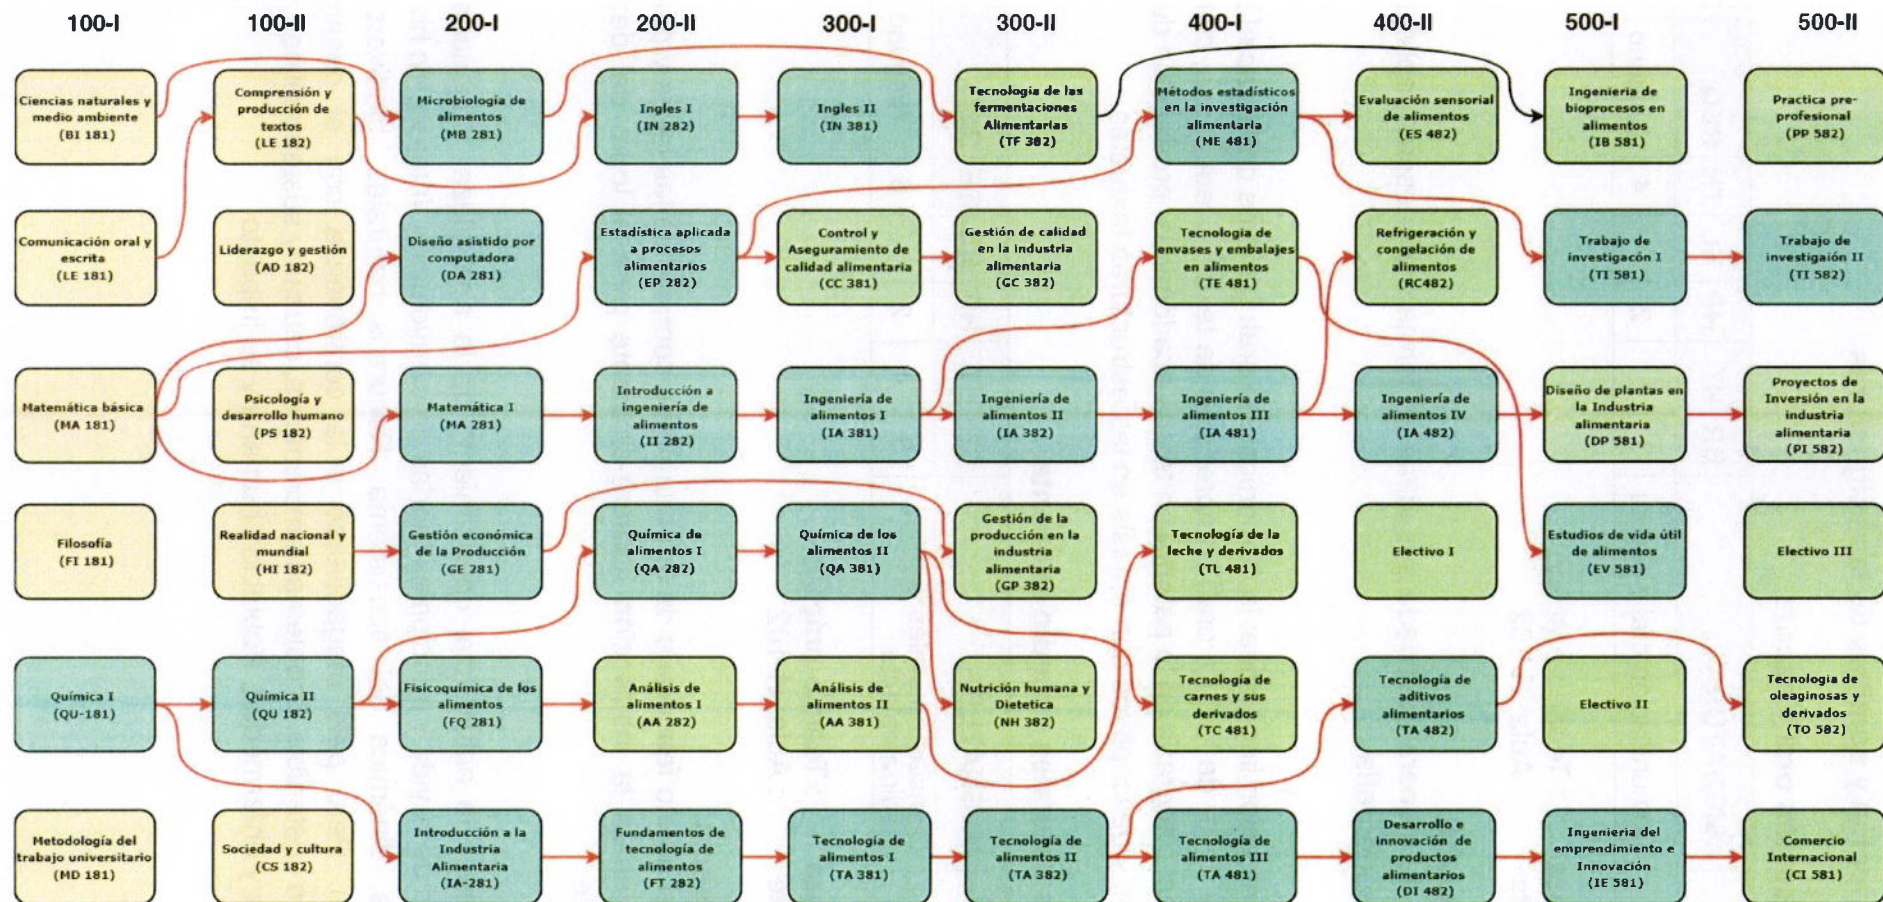 100-I 100-II 200-I 200-II 300-I 300-II 400-I 400-II 500-I 500-II
Ciencias naturales y
medio ambiente
(BI 181)
Comprensión y
producción de
textos
(LE 182)
Microbiología de
alimentos
(MB 281)
Ingles I
(IN 282)
Ingles II
(IN 381)
Tecnología de las
fermentaciones
Alimentarias
(TF 382)
Métodos estadísticos
en la investigación
alimentaria
(ME 481)
Evaluación sensorial
de alimentos
(ES 482)
Ingeniería de
bioprocesos en
alimentos
(IB 581)
Practica pre-
profesional
(PP 582)
Comunicación oral y
escrita
(LE 181)
Liderazgo y gestión
(AD 182)
Diseño asistido por
computadora
(DA 281)
Estadística aplicada
a procesos
alimentarios
(EP 282)
Control y
Aseguramiento de
calidad alimentaria
(CC 381)
Gestión de calidad
en la industria
alimentaria
(GC 382)
Tecnología de
envases y embalajes
en alimentos
(TE 481)
Refrigeración y
congelación de
alimentos
(RC482)
Trabajo de
investigacón I
(TI 581)
Trabajo de
investigaión II
(TI 582)
Matemática básica
(MA 181)
Psicología y
desarrollo humano
(PS 182)
Matemática I
(MA 281)
Introducción a
ingeniería de
alimentos
(II 282)
Ingeniería de
alimentos I
(IA 381)
Ingeniería de
alimentos II
(IA 382)
Ingeniería de
alimentos III
(IA 481)
Ingeniería de
alimentos IV
(IA 482)
Diseño de plantas en
la Industria
alimentaria
(DP 581)
Proyectos de
Inversión en la
industria
alimentaria
(PI 582)
Filosofía
(FI 181)
Realidad nacional y
mundial
(HI 182)
Gestión económica
de la Producción
(GE 281)
Química de
alimentos I
(QA 282)
Química de los
alimentos II
(QA 381)
Gestión de la
producción en la
industria
alimentaria
(GP 382)
Tecnología de la
leche y derivados
(TL 481)
Electivo I
Estudios de vida útil
de alimentos
(EV 581)
Electivo III
Química I
(QU-181)
Química II
(QU 182)
Fisicoquímica de los
alimentos
(FQ 281)
Análisis de
alimentos I
(AA 282)
Análisis de
alimentos II
(AA 381)
Nutrición humana y
Dietetica
(NH 382)
Tecnología de
carnes y sus
derivados
(TC 481)
Tecnología de
aditivos
alimentarios
(TA 482)
Electivo II
Tecnologia de
oleaginosas y
derivados
(TO 582)
Metodología del
trabajo universitario
(MD 181)
Sociedad y cultura
(CS 182)
Introducción a la
Industria
Alimentaria
(IA-281)
Fundamentos de
tecnología de
alimentos
(FT 282)
Tecnología de
alimentos I
(TA 381)
Tecnología de
alimentos II
(TA 382)
Tecnología de
alimentos III
(TA 481)
Desarrollo e
innovación de
productos
alimentarios
(DI 482)
Ingenieria del
emprendimiento e
Innovación
(IE 581)
Comercio
Internacional
(CI 581)